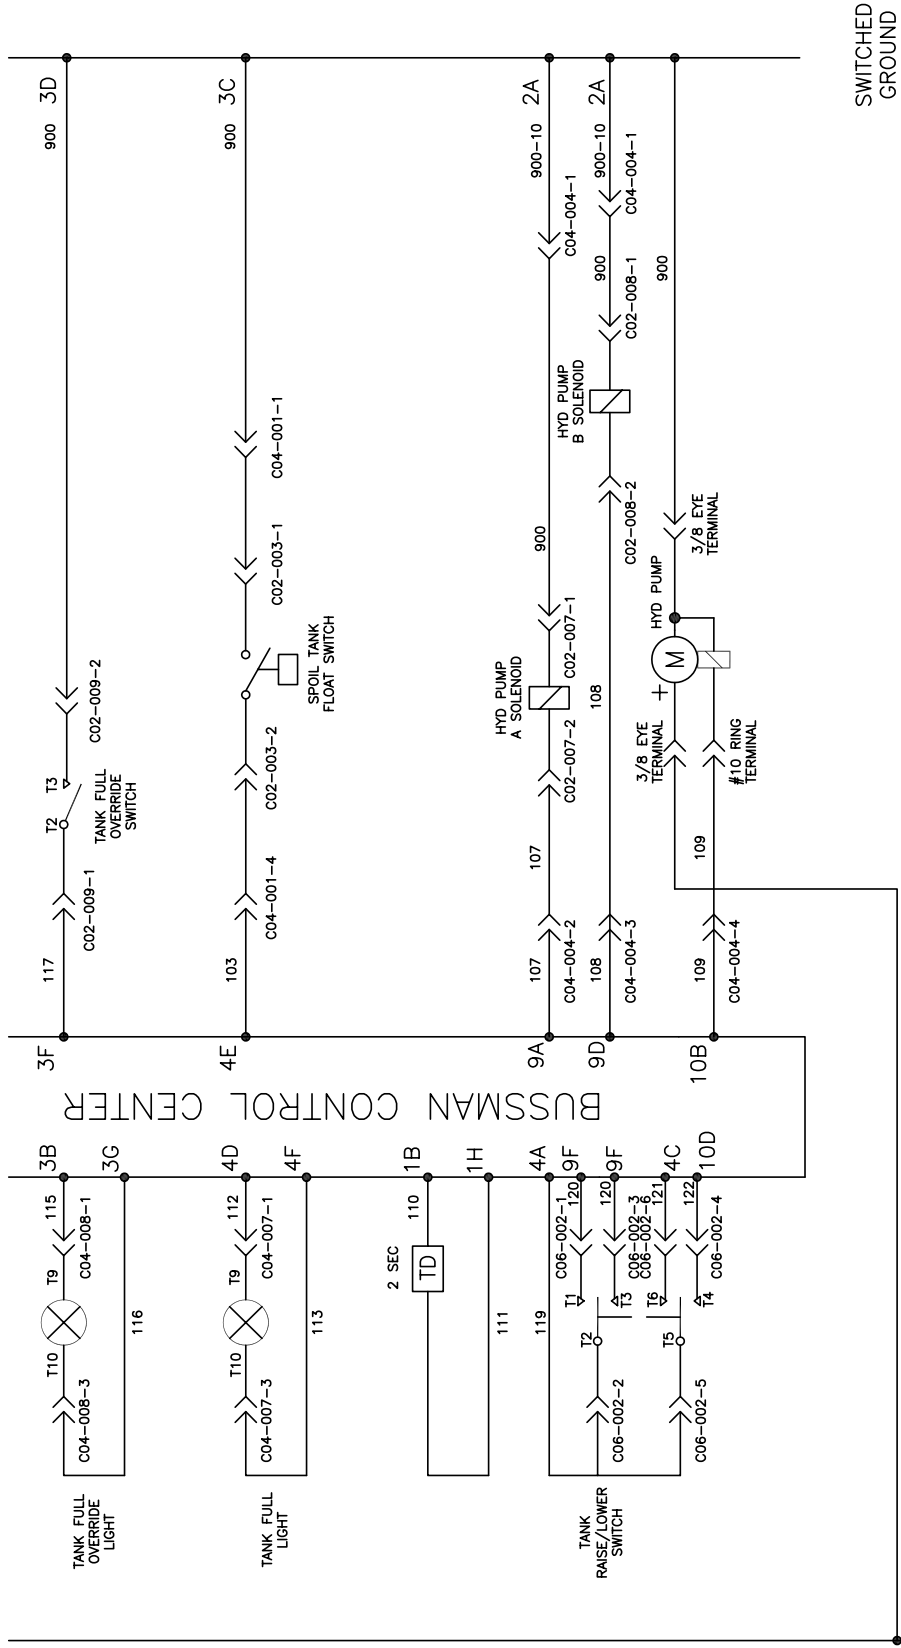 SWITCHED
GROUND
3D
900
C02-009-2
T3
T2
TANK FULL
OVERRIDE
SWITCH
C02-009-1
117
3F
3C
900
C04-001-1
C02-003-1
SPOIL TANK
FLOAT SWITCH
C02-003-2
C04-001-4
103
4E
2A
900-10
C04-004-1
900
C02-007-1
HYD PUMP
A SOLENOID
C02-007-2
107
107
C04-004-2
9A
2A
900-10
C04-004-1
900
C02-008-1
HYD PUMP
B SOLENOID
C02-008-2
108
108
C04-004-3
9D
900
3/8 EYE
TERMINAL
HYD PUMP
M
+
3/8 EYE
TERMINAL
#10 RING
TERMINAL
109
109
C04-004-4
10B
BUSSMAN CONTROL CENTER
3B
115
C04-008-1
T9
T10
C04-008-3
3G
116
TANK FULL
OVERRIDE
LIGHT
4D
112
C04-007-1
T9
T10
C04-007-3
4F
113
TANK FULL
LIGHT
1B
110
2 SEC
TD
1H
111
4A
119
9F
120
C06-002-1
T1
9F
120
C06-002-3
T3
T2
C06-002-2
4C
121
C06-002-6
T6
10D
122
C06-002-4
T4
T5
C06-002-5
TANK
RAISE/LOWER
SWITCH